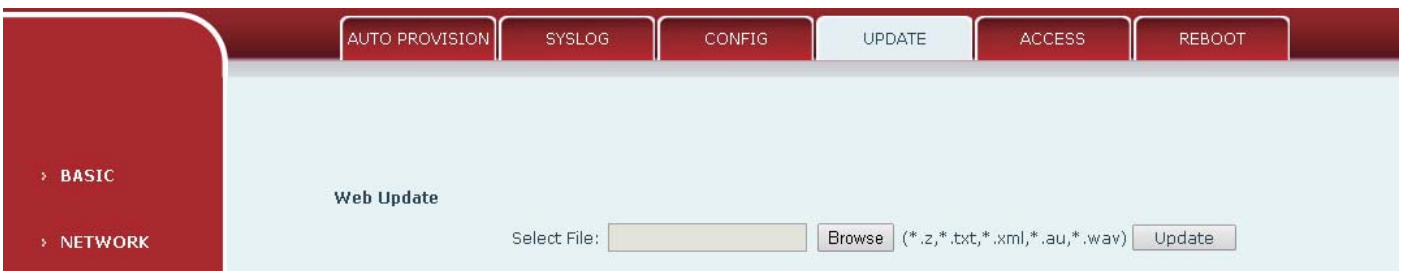 AUTO PROVISION SYSLOG CONFIG UPDATE ACCESS REBOOT
› BASIC
Web Update
› NETWORK
Select File: Browse (*.z,*.txt,*.xml,*.au,*.wav) Update